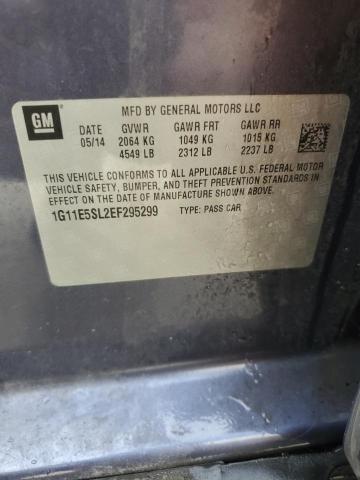 GM
MFD BY GENERAL MOTORS LLC
DATE GVWR GAWR FRT GAWR RR
05/14 2064 KG 1049 KG 1015 KG
4549 LB 2312 LB 2237 LB
THIS VEHICLE CONFORMS TO ALL APPLICABLE U.S. FEDERAL MOTOR
VEHICLE SAFETY, BUMPER, AND THEFT PREVENTION STANDARDS IN
EFFECT ON THE DATE OF MANUFACTURE SHOWN ABOVE.
1G11E5SL2EF295299 TYPE: PASS CAR